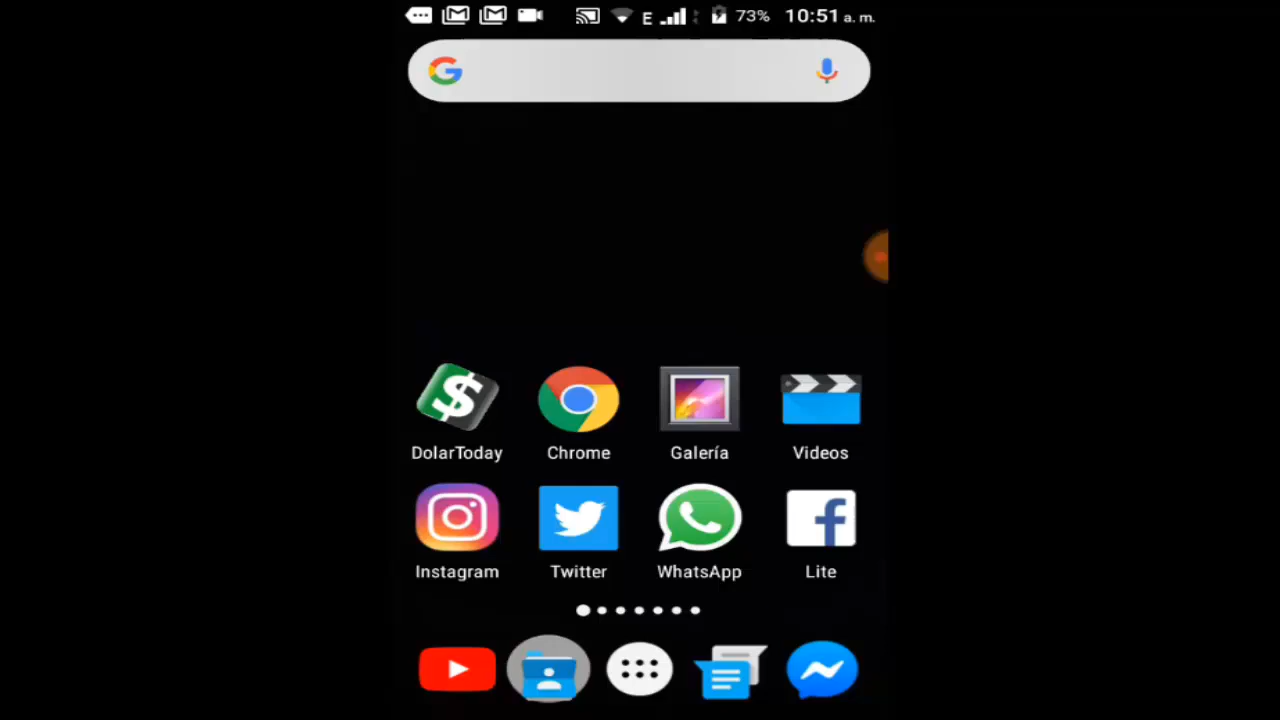 E 73% 10:51 a. m.
DolarToday Chrome Galería Videos
Instagram Twitter WhatsApp Lite